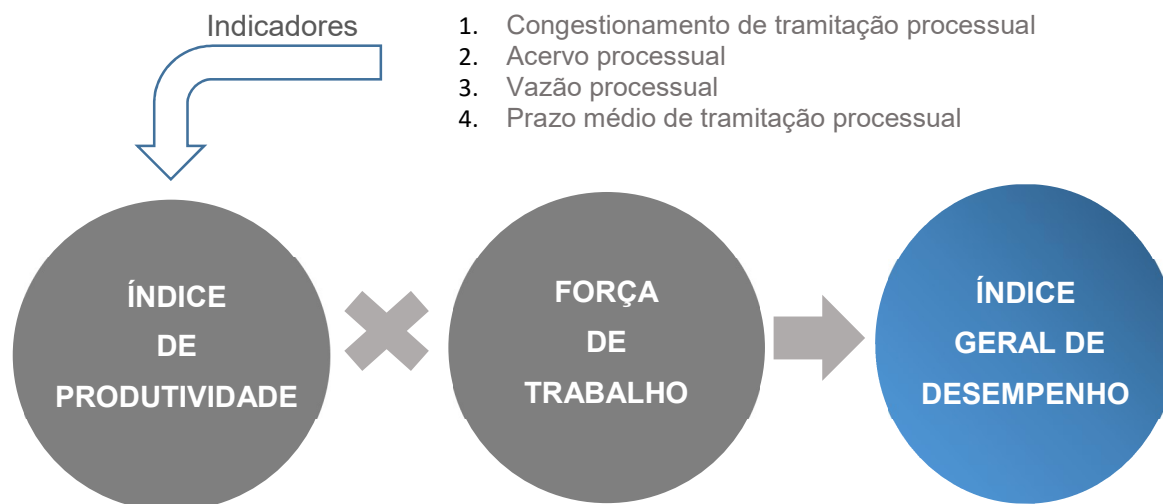 Indicadores
1. Congestionamento de tramitação processual
2. Acervo processual
3. Vazão processual
4. Prazo médio de tramitação processual
ÍNDICE
DE
PRODUTIVIDADE
FORÇA
DE
TRABALHO
ÍNDICE
GERAL DE
DESEMPENHO